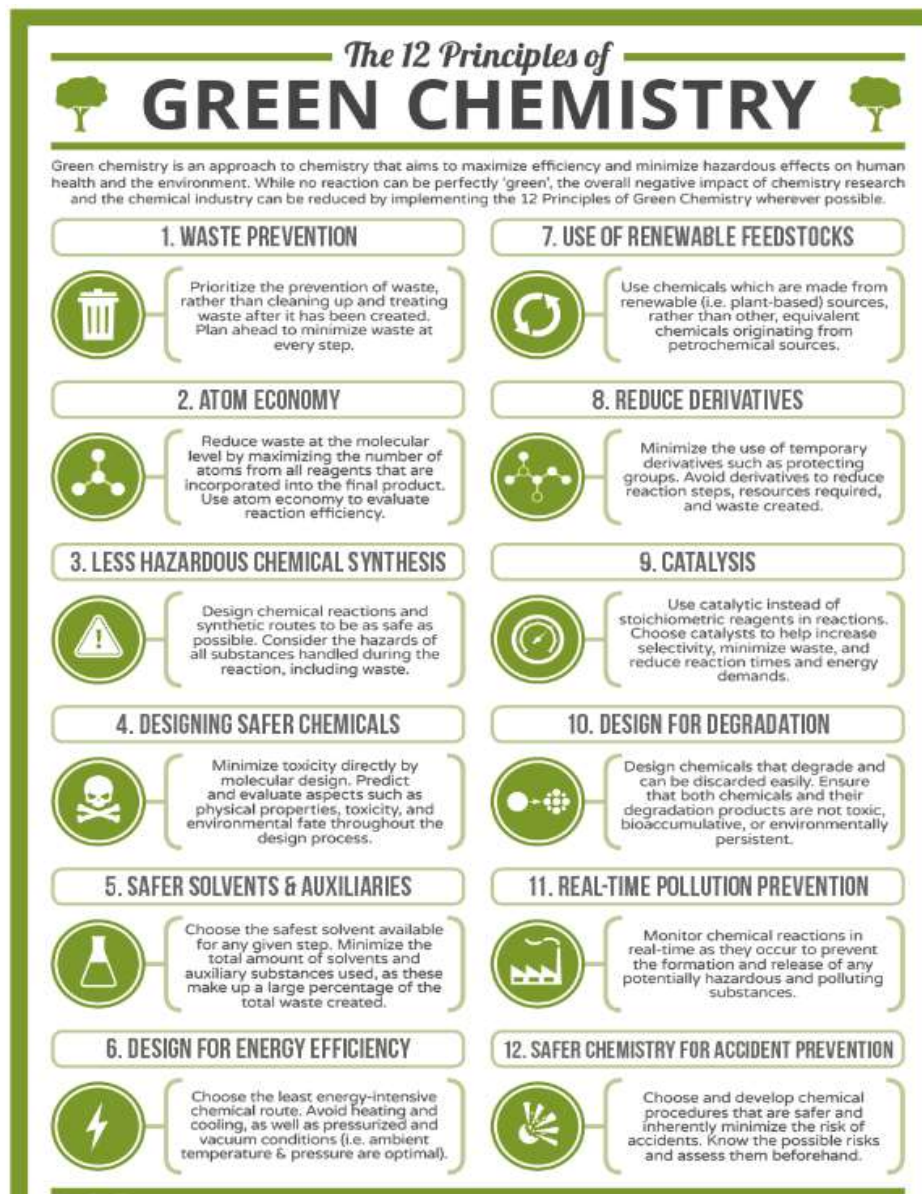 The 12 Principles of
GREEN CHEMISTRY
Green chemistry is an approach to chemistry that aims to maximize efficiency and minimize hazardous effects on human
health and the environment. While no reaction can be perfectly 'green', the overall negative impact of chemistry research
and the chemical industry can be reduced by implementing the 12 Principles of Green Chemistry wherever possible.
1. WASTE PREVENTION
Prioritize the prevention of waste,
rather than cleaning up and treating
waste after it has been created.
Plan ahead to minimize waste at
every step.
2. ATOM ECONOMY
Reduce waste at the molecular
level by maximizing the number of
atoms from all reagents that are
incorporated into the final product.
Use atom economy to evaluate
reaction efficiency.
3. LESS HAZARDOUS CHEMICAL SYNTHESIS
Design chemical reactions and
synthetic routes to be as safe as
possible. Consider the hazards of
all substances handled during the
reaction, including waste.
4. DESIGNING SAFER CHEMICALS
Minimize toxicity directly by
molecular design. Predict
and evaluate aspects such as
physical properties, toxicity, and
environmental fate throughout the
design process.
5. SAFER SOLVENTS & AUXILIARIES
Choose the safest solvent available
for any given step. Minimize the
total amount of solvents and
auxiliary substances used, as these
make up a large percentage of the
total waste created.
6. DESIGN FOR ENERGY EFFICIENCY
Choose the least energy-intensive
chemical route. Avoid heating and
cooling, as well as pressurized and
vacuum conditions (i.e. ambient
temperature & pressure are optimal).
7. USE OF RENEWABLE FEEDSTOCKS
Use chemicals which are made from
renewable (i.e. plant-based) sources,
rather than other, equivalent
chemicals originating from
petrochemical sources.
8. REDUCE DERIVATIVES
Minimize the use of temporary
derivatives such as protecting
groups. Avoid derivatives to reduce
reaction steps, resources required,
and waste created.
9. CATALYSIS
Use catalytic instead of
stoichiometric reagents in reactions.
Choose catalysts to help increase
selectivity, minimize waste, and
reduce reaction times and energy
demands.
10. DESIGN FOR DEGRADATION
Design chemicals that degrade and
can be discarded easily. Ensure
that both chemicals and their
degradation products are not toxic,
bioaccumulative, or environmentally
persistent.
11. REAL-TIME POLLUTION PREVENTION
Monitor chemical reactions in
real-time as they occur to prevent
the formation and release of any
potentially hazardous and polluting
substances.
12. SAFER CHEMISTRY FOR ACCIDENT PREVENTION
Choose and develop chemical
procedures that are safer and
inherently minimize the risk of
accidents. Know the possible risks
and assess them beforehand.